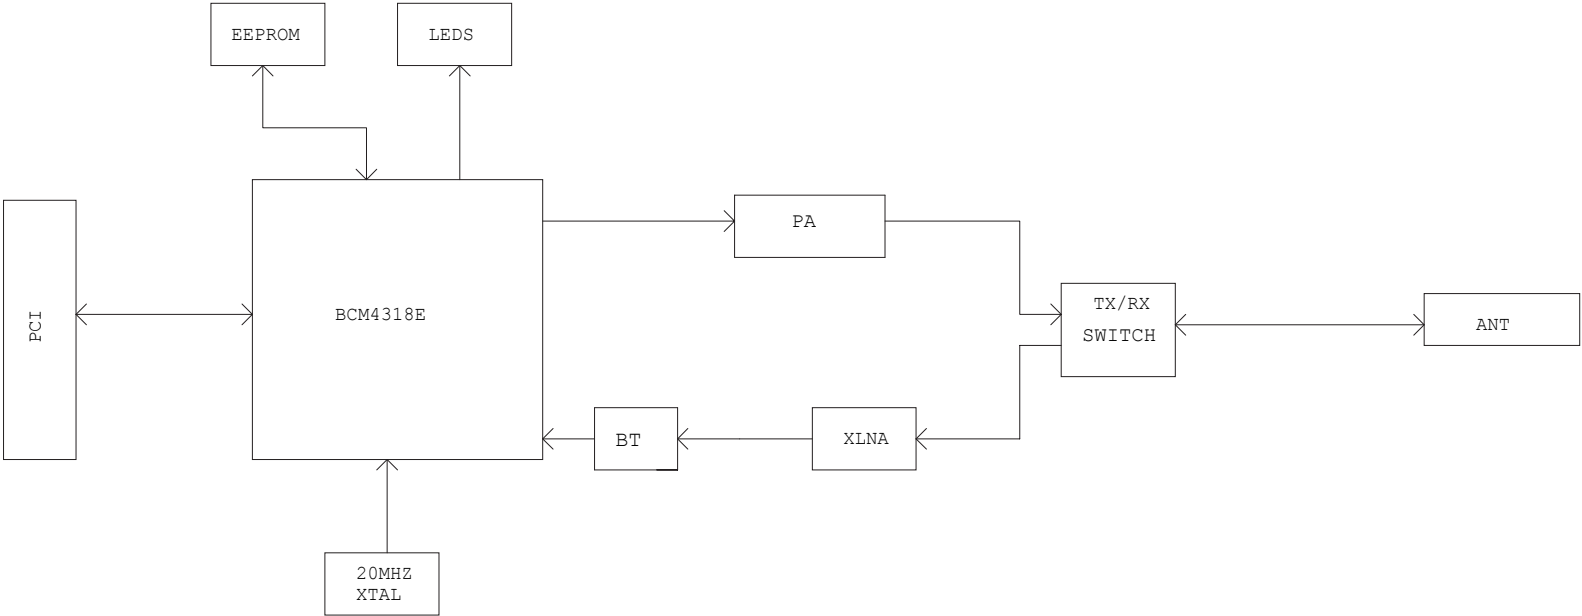 EEPROM
LEDS
PA
PCI
BCM4318E
TX/RX
SWITCH
ANT
BT
XLNA
20MHZ
XTAL